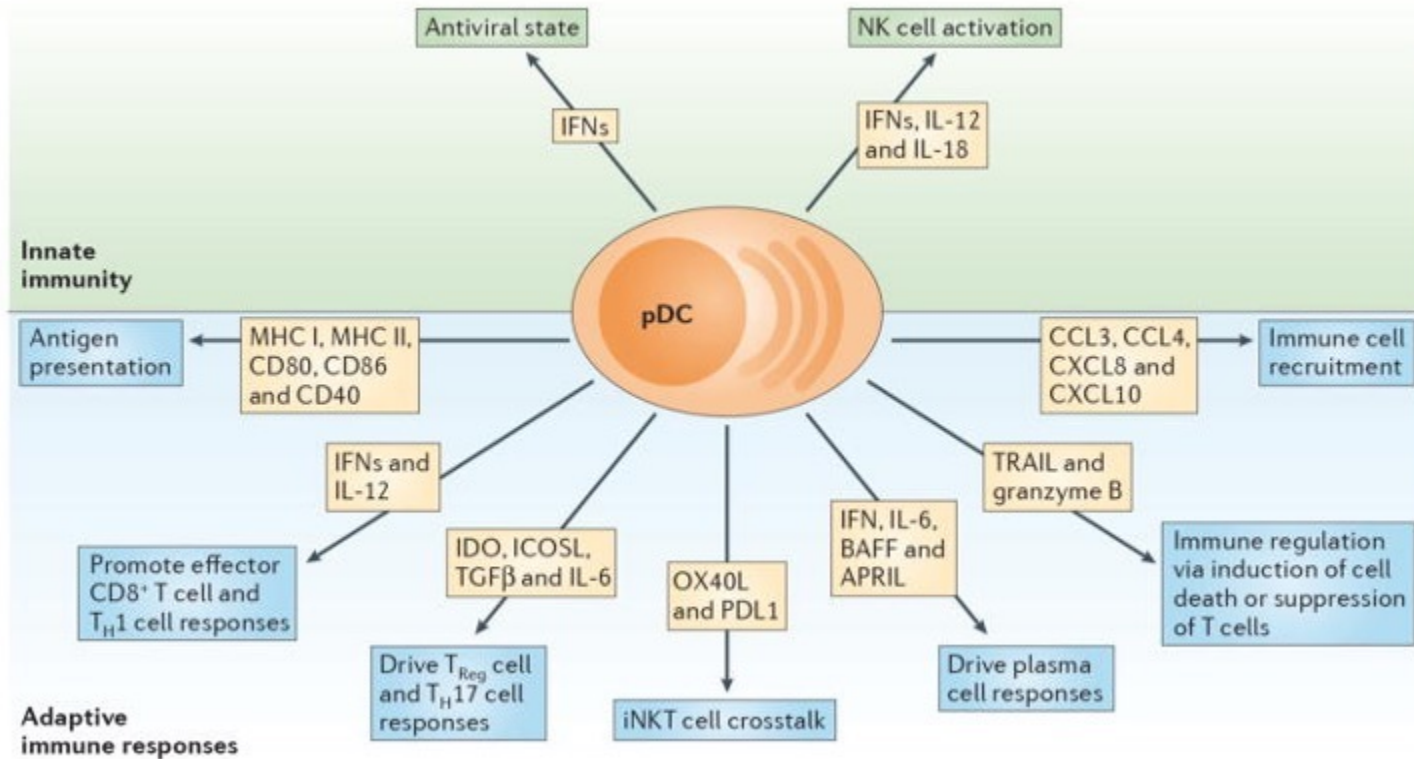 Antiviral state
NK cell activation
IFNs
IFNs, IL-12
and IL-18
Innate
immunity
pDC
Antigen
presentation
MHC I, MHC II,
CD80, CD86
and CD40
CCL3, CCL4,
CXCL8 and
CXCL10
Immune cell
recruitment
IFNs and
IL-12
TRAIL and
granzyme B
IDO, ICOSL,
TGFβ and IL-6
OX40L
and PDL1
IFN, IL-6,
BAFF and
APRIL
Promote effector
CD8⁺ T cell and
T_H1 cell responses
Drive T_Reg cell
and T_H17 cell
responses
iNKT cell crosstalk
Drive plasma
cell responses
Immune regulation
via induction of cell
death or suppression
of T cells
Adaptive
immune responses